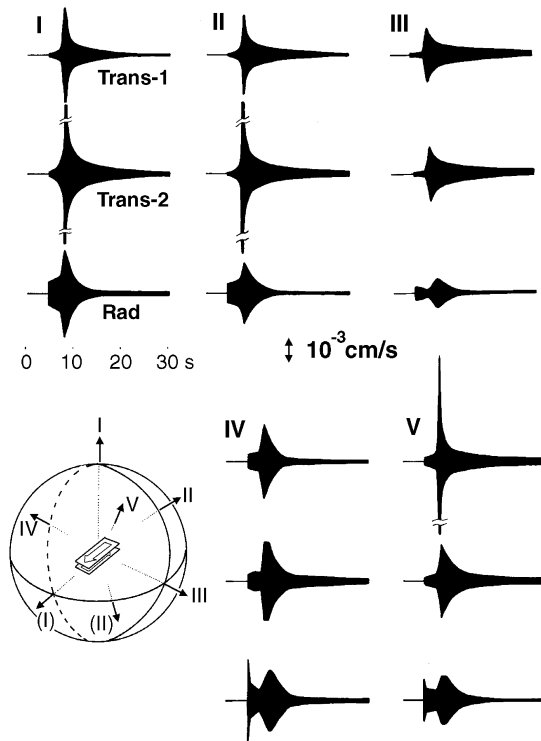 I II III
Trans-1
Trans-2
Rad
0 10 20 30 s
10-3cm/s
IV V
I
II
V
IV
III
(I) (II)